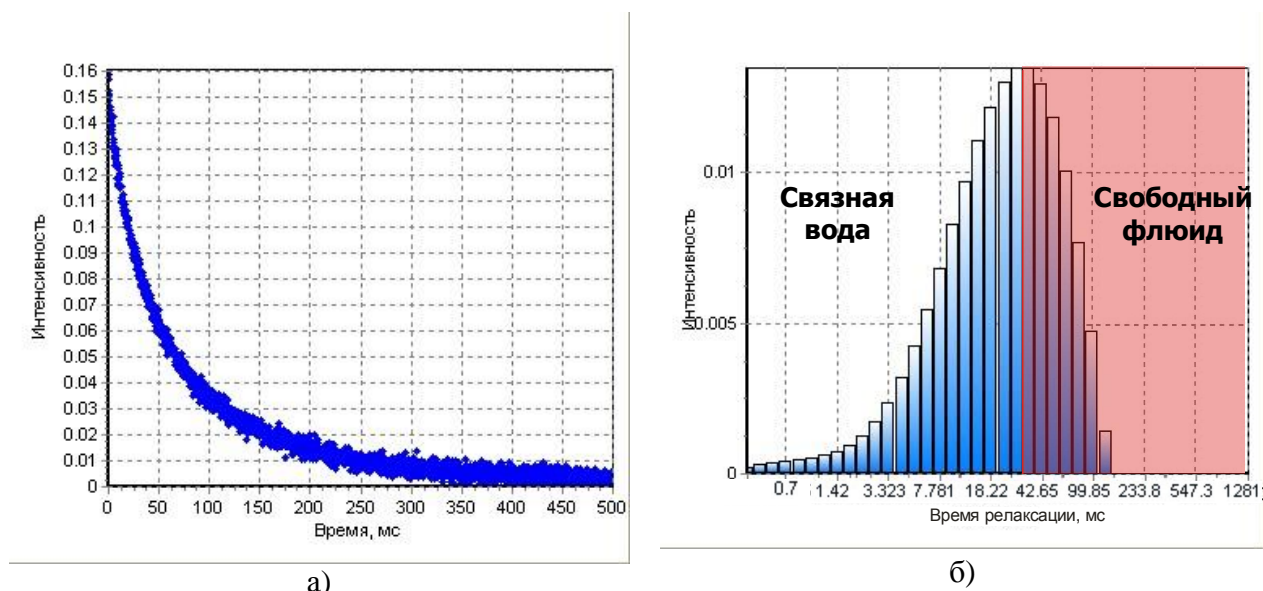 0.16
0.15
0.14
0.13
0.12
0.11
0.1
0.09
0.08
0.07
0.06
0.05
0.04
0.03
0.02
0.01
0
Интенсивность
0 50 100 150 200 250 300 350 400 450 500
Время, мс
а)
0.01
0.005
0
Интенсивность
Связная
вода
Свободный
флюид
0.7 1.42 3.323 7.781 18.22 42.65 99.85 233.8 547.3 1281
Время релаксации, мс
б)